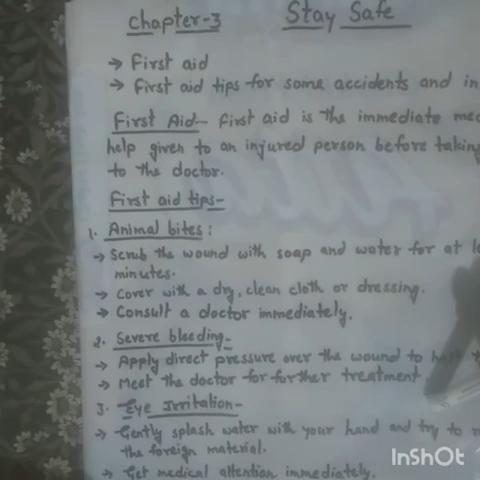 Chapter-3 Stay Safe
→ First aid
→ First aid tips for some accidents and in
First Aid- First aid is the immediate med
help given to an injured person before taking
to the doctor.
First aid tips-
1. Animal bites:
→ Scrub the wound with soap and water for at
minutes.
→ Cover with a dry, clean cloth or dressing.
→ Consult a doctor immediately.
2. Severe bleeding-
→ Apply direct pressure over the wound to
→ Meet the doctor for further treatment
3. Eye Irritation-
→ Gently splash water with your hand and try to
the foreign material.
→ Get medical attention immediately.
InShOt